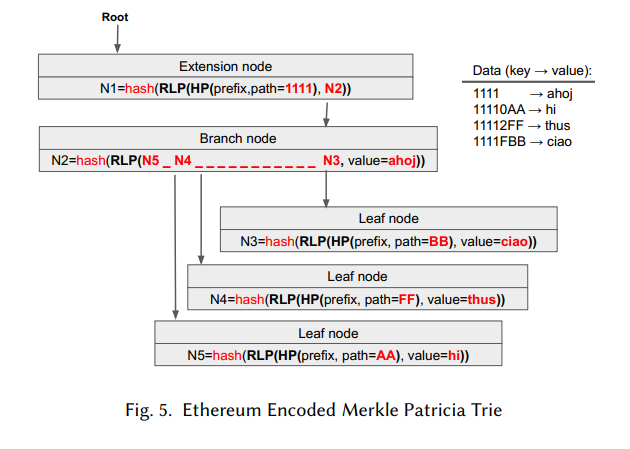 Root
Extension node
N1=hash(RLP(HP(prefix,path=1111), N2))
Data (key → value):
1111 → ahoj
11110AA → hi
11112FF → thus
1111FBB → ciao
Branch node
N2=hash(RLP(N5 _ N4 _ _ _ _ _ _ _ _ _ _ _ _ N3, value=ahoj))
Leaf node
N3=hash(RLP(HP(prefix, path=BB), value=ciao))
Leaf node
N4=hash(RLP(HP(prefix, path=FF), value=thus))
Leaf node
N5=hash(RLP(HP(prefix, path=AA), value=hi))
Fig. 5. Ethereum Encoded Merkle Patricia Trie